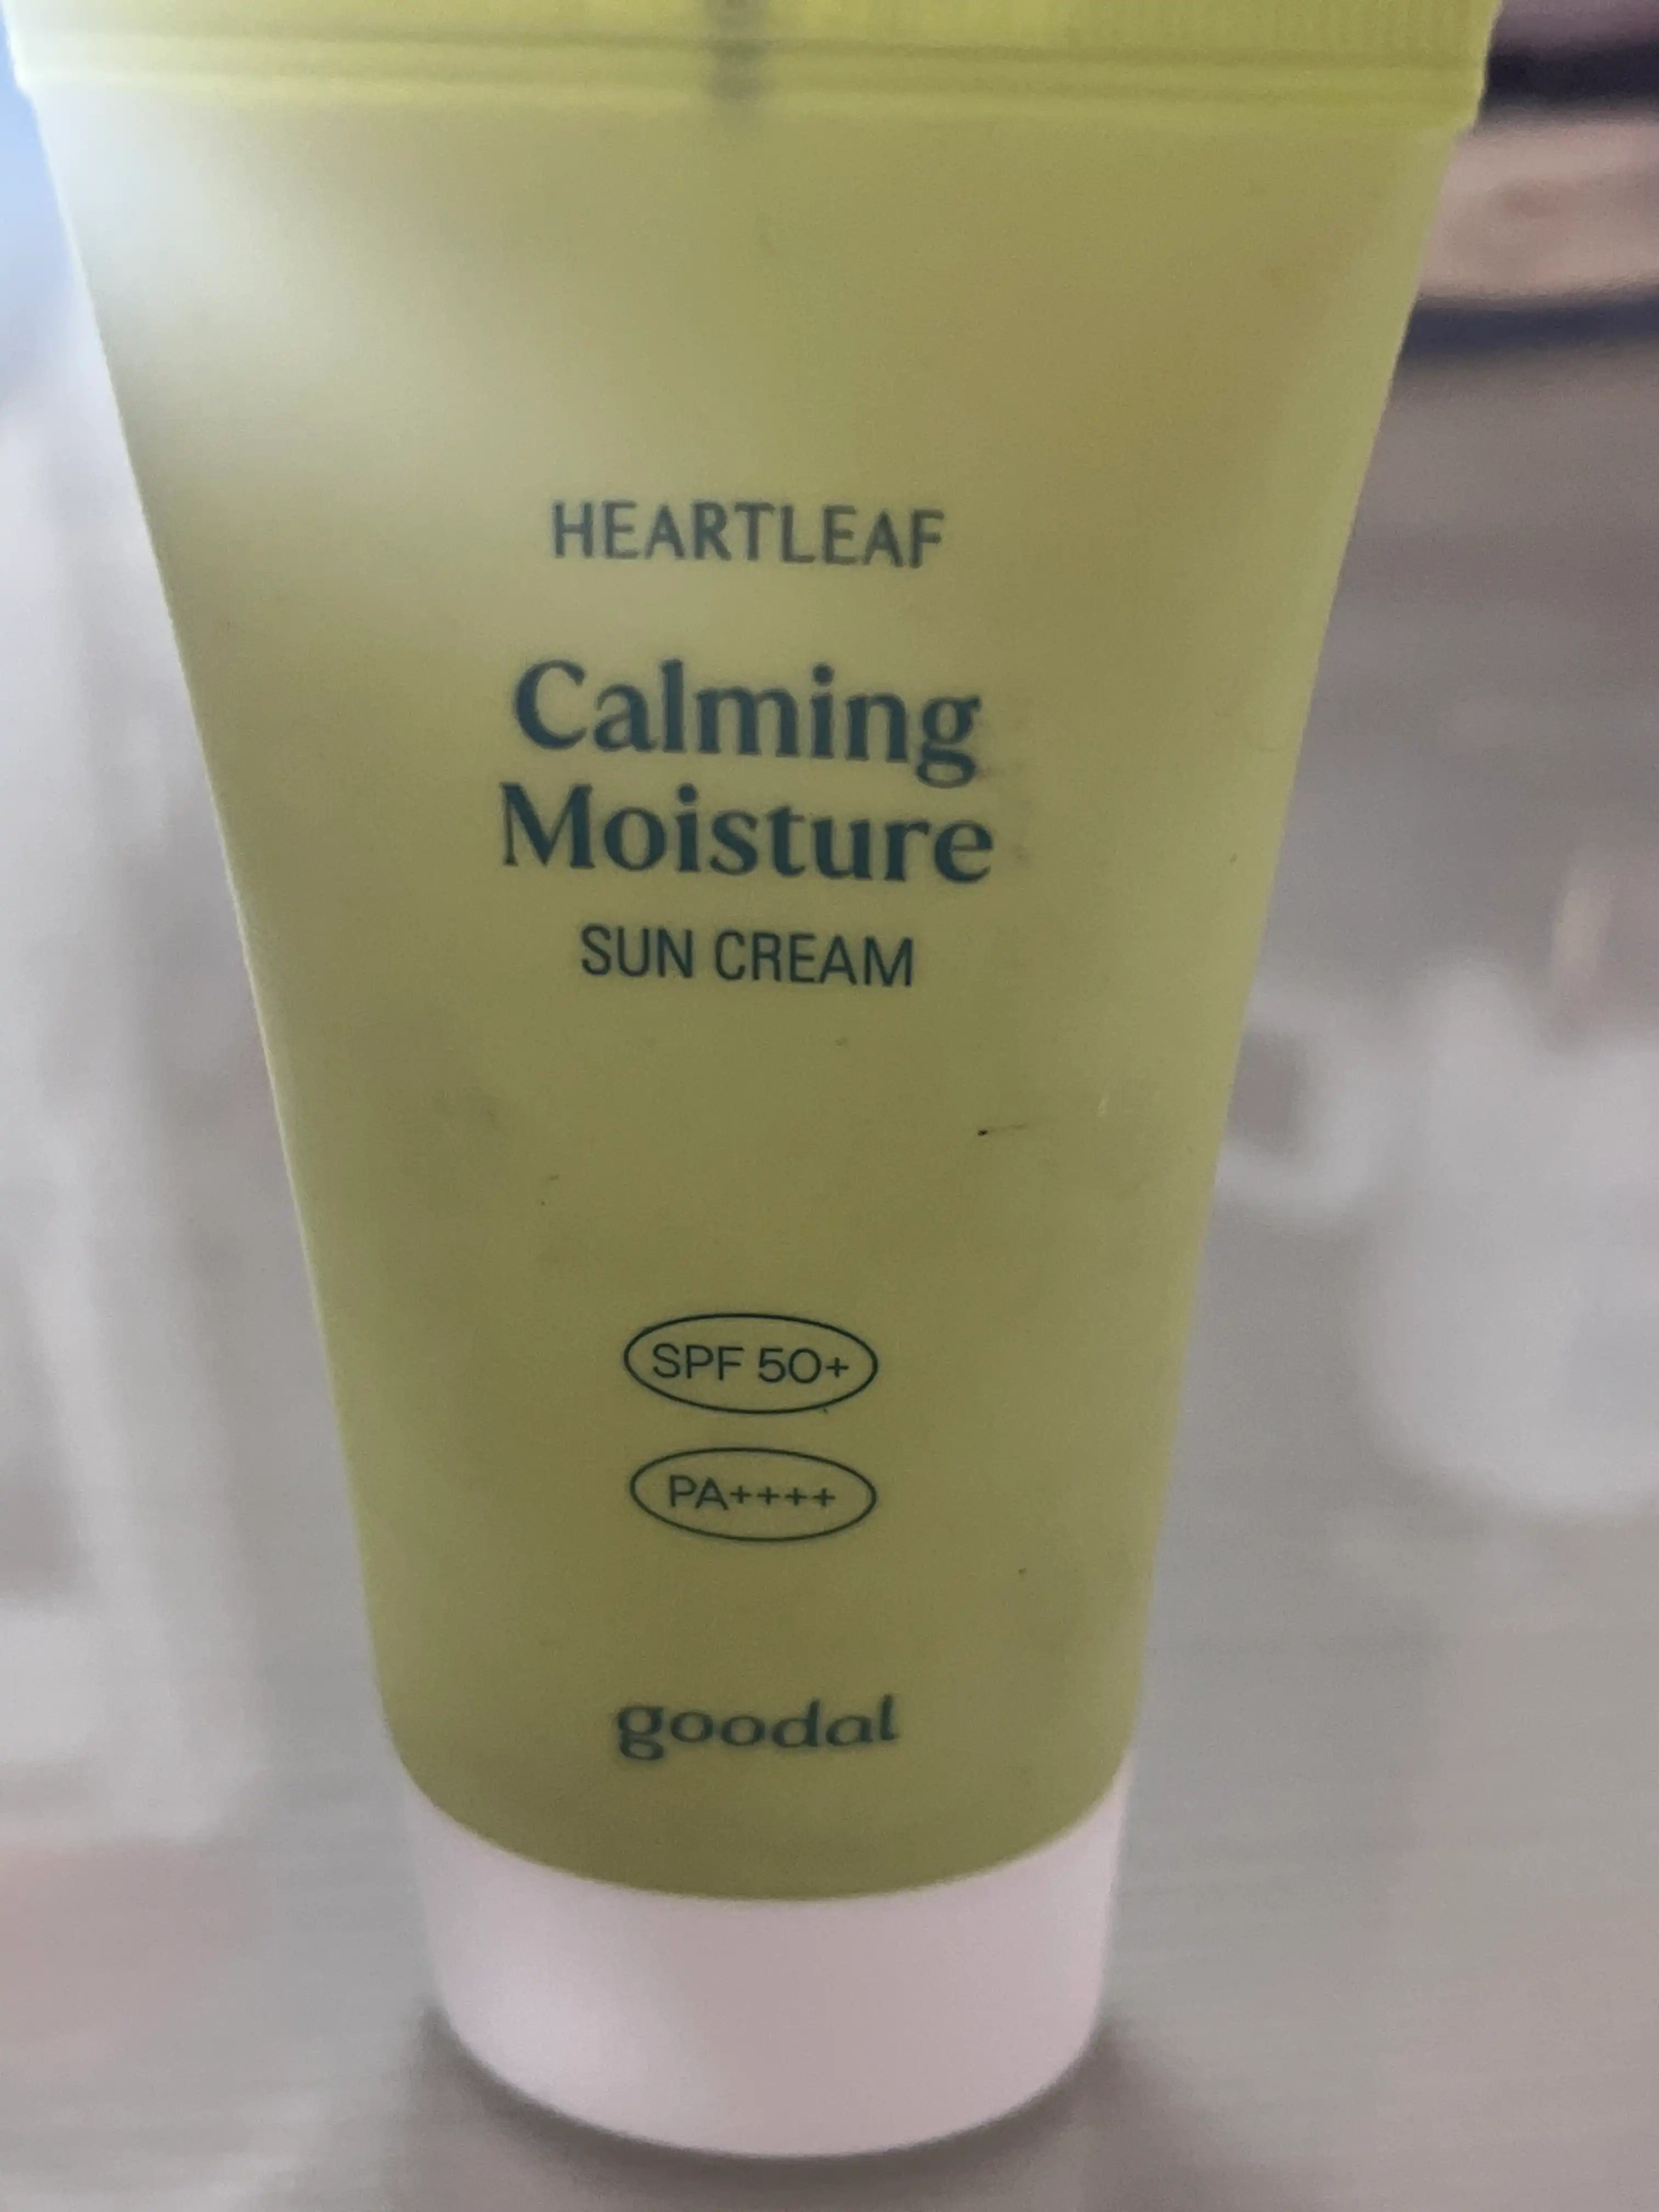 HEARTLEAF
Calming
Moisture
SUN CREAM
SPF 50+
PA++++
goodal